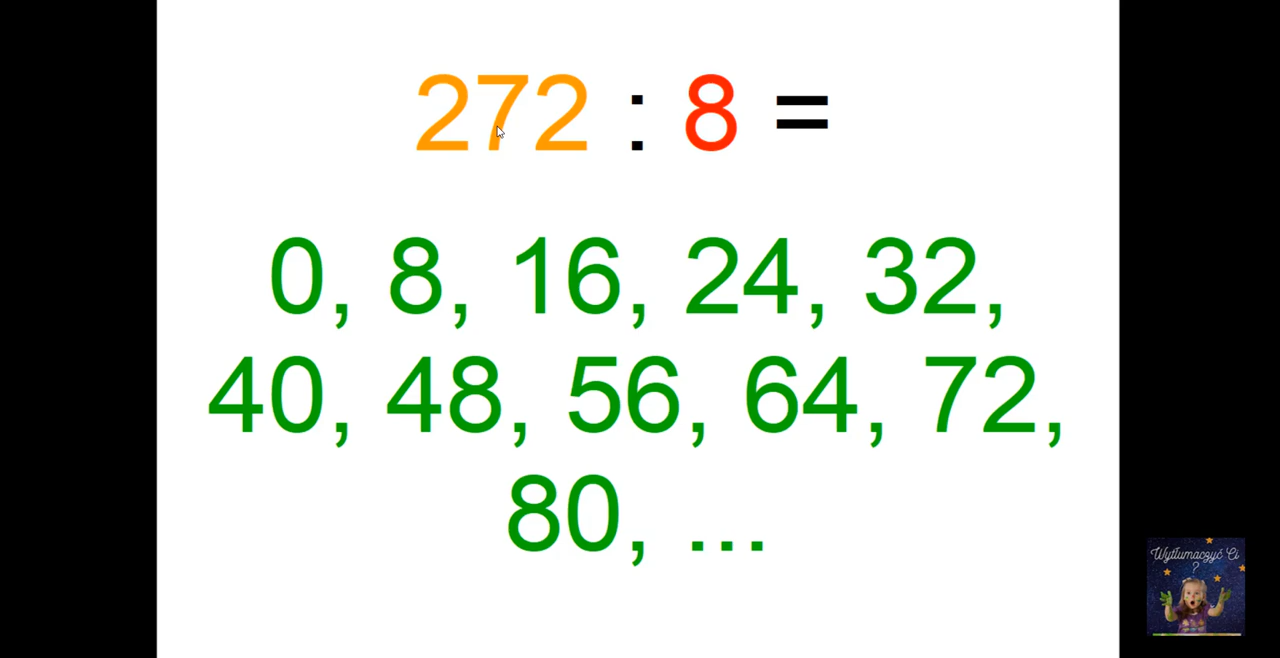 272 : 8 =
0, 8, 16, 24, 32,
40, 48, 56, 64, 72,
80, ...
Wytłumaczyć Ci
?